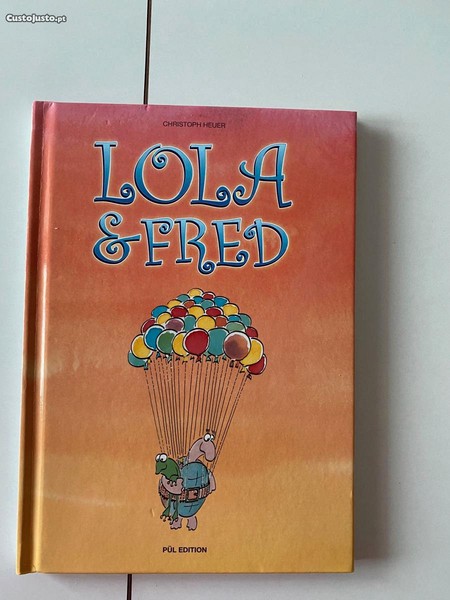 CustoJusto.pt
CHRISTOPH HEUER
LOLA
& FRED
PÜL EDITION